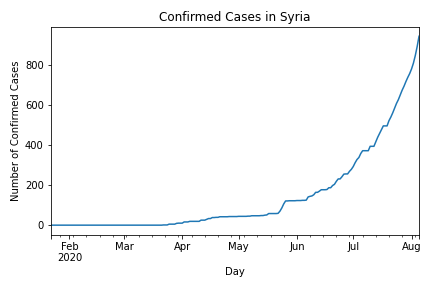 Confirmed Cases in Syria
Number of Confirmed Cases
800
600
400
200
0
Feb Mar Apr May Jun Jul Aug
2020
Day